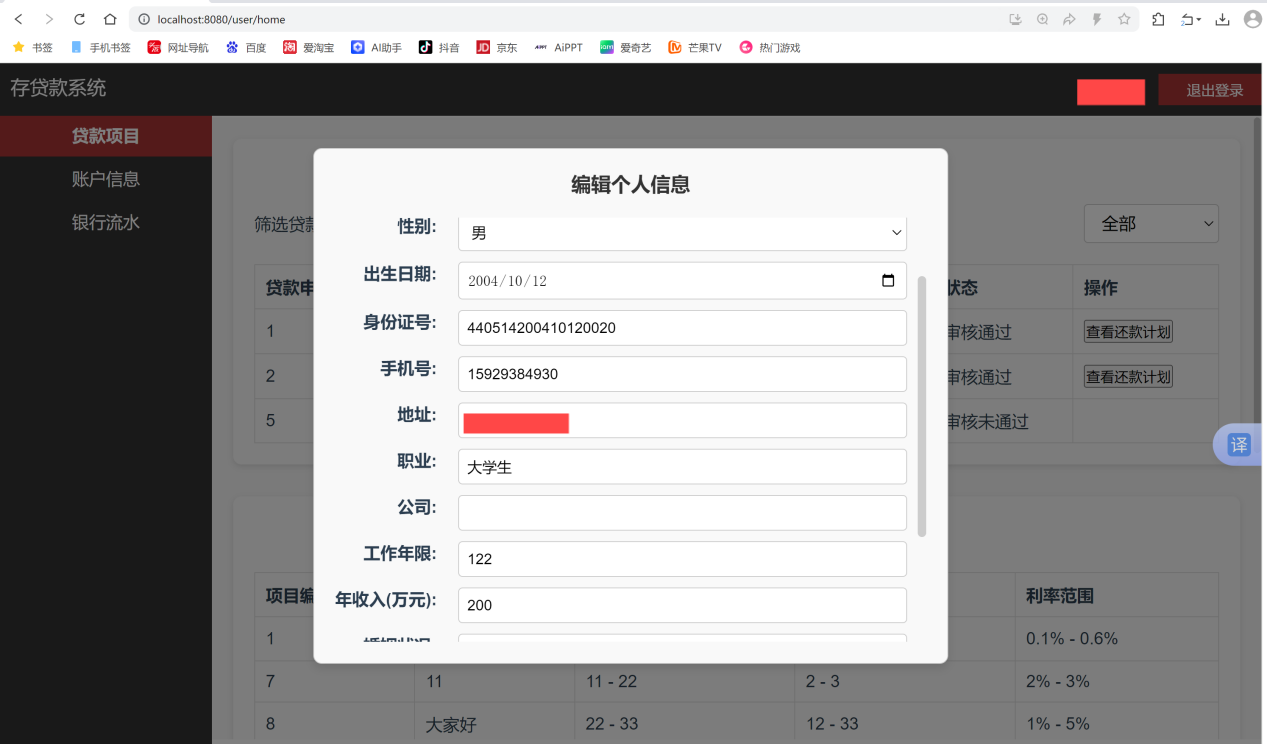 localhost:8080/user/home
书签 手机书签 网址导航 百度 爱淘宝 AI助手 抖音 京东 AiPPT 爱奇艺 芒果TV 热门游戏
存贷款系统 退出登录
贷款项目
账户信息
银行流水
编辑个人信息
筛选贷款 全部
性别: 男
出生日期: 2004/10/12
身份证号: 440514200410120020
手机号: 15929384930
地址:
职业: 大学生
公司:
工作年限: 122
年收入(万元): 200
婚姻状况
贷款申 状态 操作
1 审核通过 查看还款计划
2 审核通过 查看还款计划
5 审核未通过
译
项目编 利率范围
1 0.1% - 0.6%
7 11 11 - 22 2 - 3 2% - 3%
8 大家好 22 - 33 12 - 33 1% - 5%